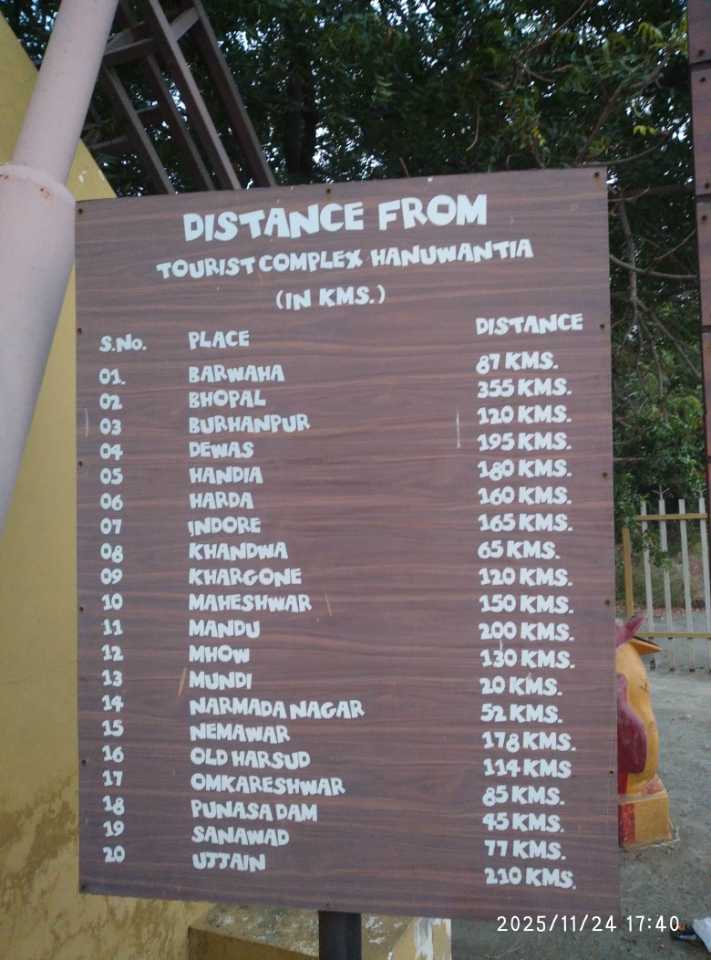 DISTANCE FROM
TOURIST COMPLEX HANUWANTIA
(IN KMS.)
S.No. PLACE DISTANCE
01. BARWAHA 87 KMS.
02 BHOPAL 355 KMS.
03 BURHANPUR 120 KMS.
04 DEWAS 195 KMS.
05 HANDIA 180 KMS.
06 HARDA 160 KMS.
07 INDORE 165 KMS.
08 KHANDWA 65 KMS.
09 KHARGONE 120 KMS.
10 MAHESHWAR 150 KMS.
11 MANDU 200 KMS.
12 MHOW 130 KMS.
13 MUNDI 20 KMS.
14 NARMADA NAGAR 52 KMS.
15 NEMAWAR 178 KMS.
16 OLD HARSUD 114 KMS
17 OMKARESHWAR 85 KMS.
18 PUNASA DAM 45 KMS.
19 SANAWAD 77 KMS.
20 UJJAIN 210 KMS.
2025/11/24 17:40